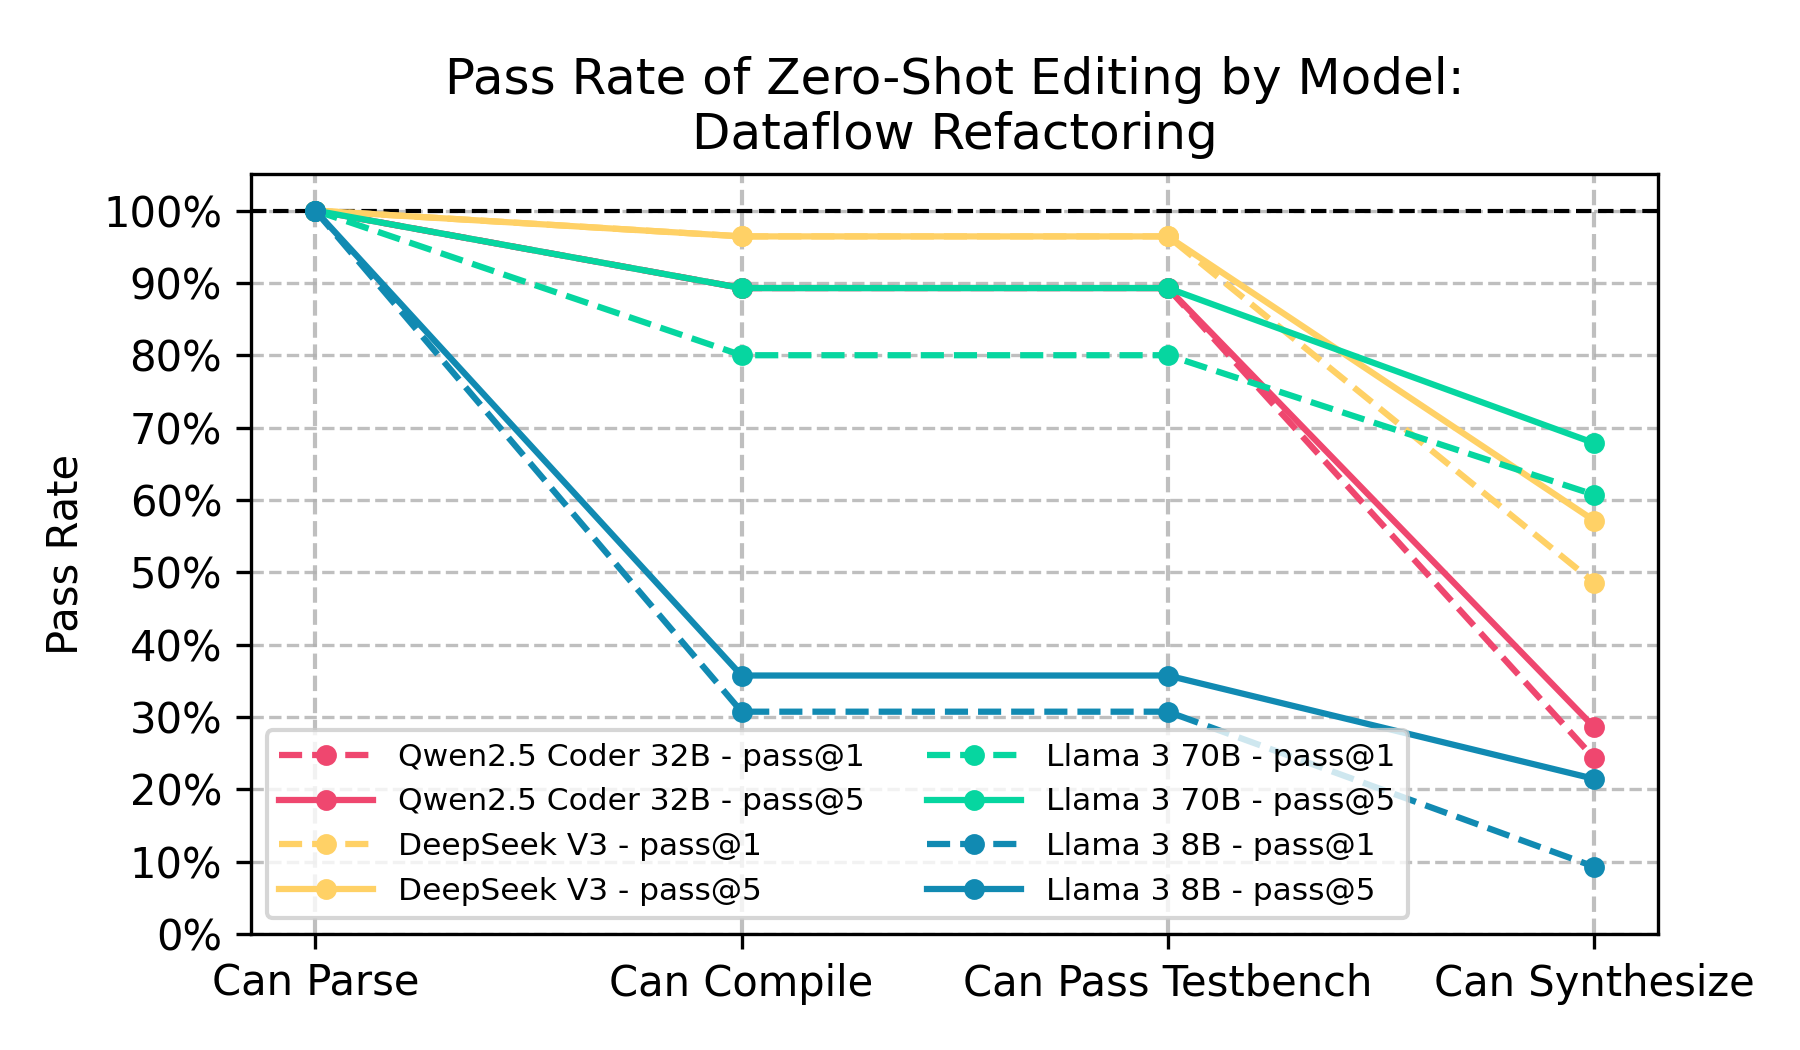 Pass Rate of Zero-Shot Editing by Model:
Dataflow Refactoring
Pass Rate
100%
90%
80%
70%
60%
50%
40%
30%
20%
10%
0%
Qwen2.5 Coder 32B - pass@1
Qwen2.5 Coder 32B - pass@5
DeepSeek V3 - pass@1
DeepSeek V3 - pass@5
Llama 3 70B - pass@1
Llama 3 70B - pass@5
Llama 3 8B - pass@1
Llama 3 8B - pass@5
Can Parse
Can Compile
Can Pass Testbench
Can Synthesize